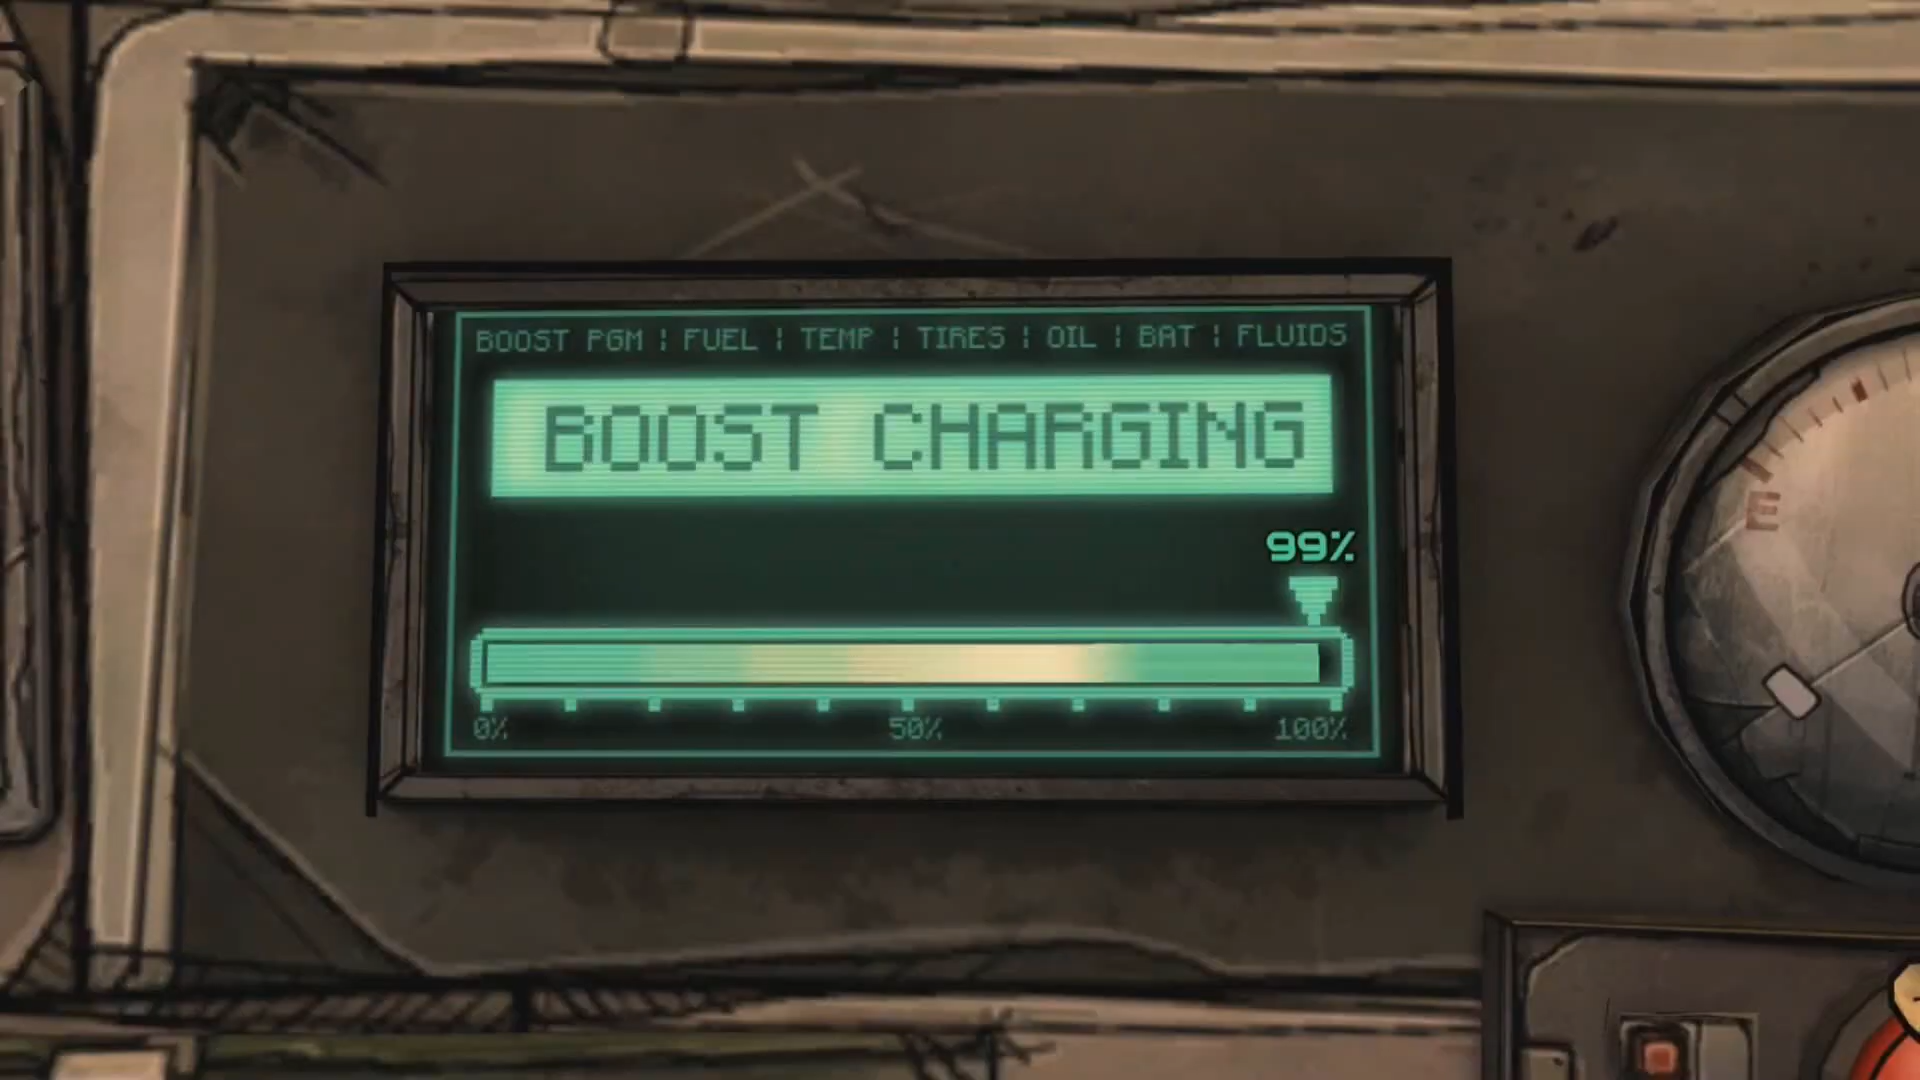 BOOST PGM ¦ FUEL ¦ TEMP ¦ TIRES ¦ OIL ¦ BAT ¦ FLUIDS
BOOST CHARGING
99%
E
0% 50% 100%